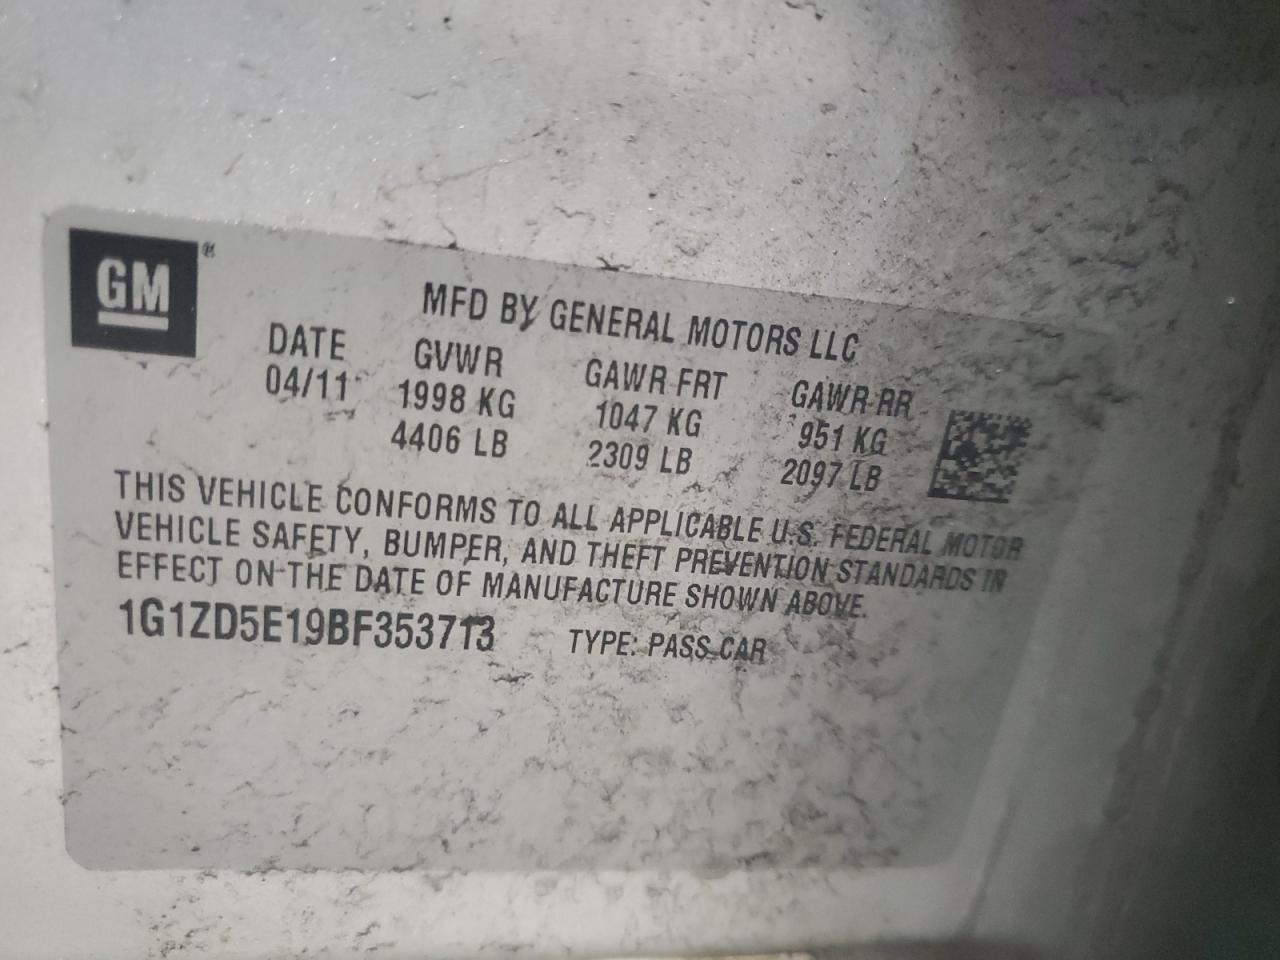 GM®
MFD BY GENERAL MOTORS LLC
DATE GVWR GAWR FRT GAWR RR
04/11 1998 KG 1047 KG 951 KG
4406 LB 2309 LB 2097 LB
THIS VEHICLE CONFORMS TO ALL APPLICABLE U.S. FEDERAL MOTOR
VEHICLE SAFETY, BUMPER, AND THEFT PREVENTION STANDARDS IN
EFFECT ON THE DATE OF MANUFACTURE SHOWN ABOVE.
1G1ZD5E19BF353713 TYPE: PASS CAR